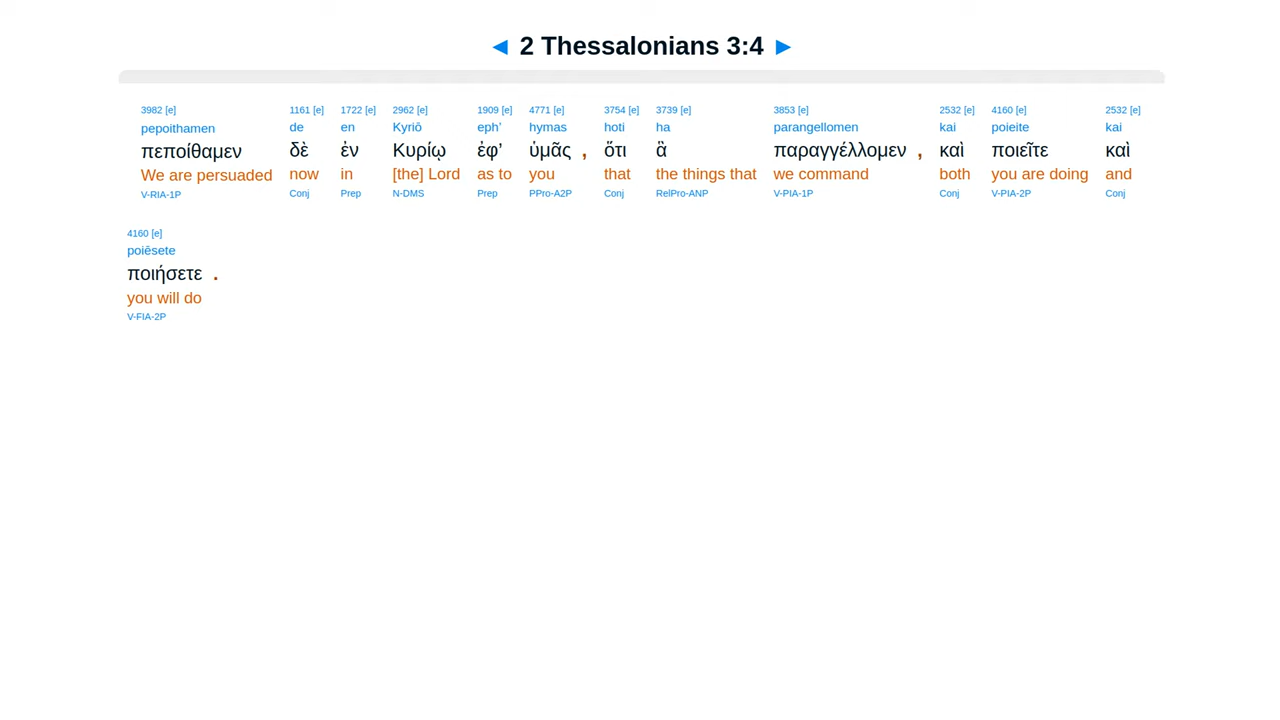 ◄ 2 Thessalonians 3:4 ►
3982 [e] 1161 [e] 1722 [e] 2962 [e] 1909 [e] 4771 [e] 3754 [e] 3739 [e] 3853 [e] 2532 [e] 4160 [e] 2532 [e]
pepoithamen de en Kyriō eph’ hymas hoti ha parangellomen kai poieite kai
πεποίθαμεν δὲ ἐν Κυρίῳ ἐφ’ ὑμᾶς , ὅτι ἃ παραγγέλλομεν , καὶ ποιεῖτε καὶ
We are persuaded now in [the] Lord as to you that the things that we command both you are doing and
V-RIA-1P Conj Prep N-DMS Prep PPro-A2P Conj RelPro-ANP V-PIA-1P Conj V-PIA-2P Conj
4160 [e]
poiēsete
ποιήσετε .
you will do
V-FIA-2P